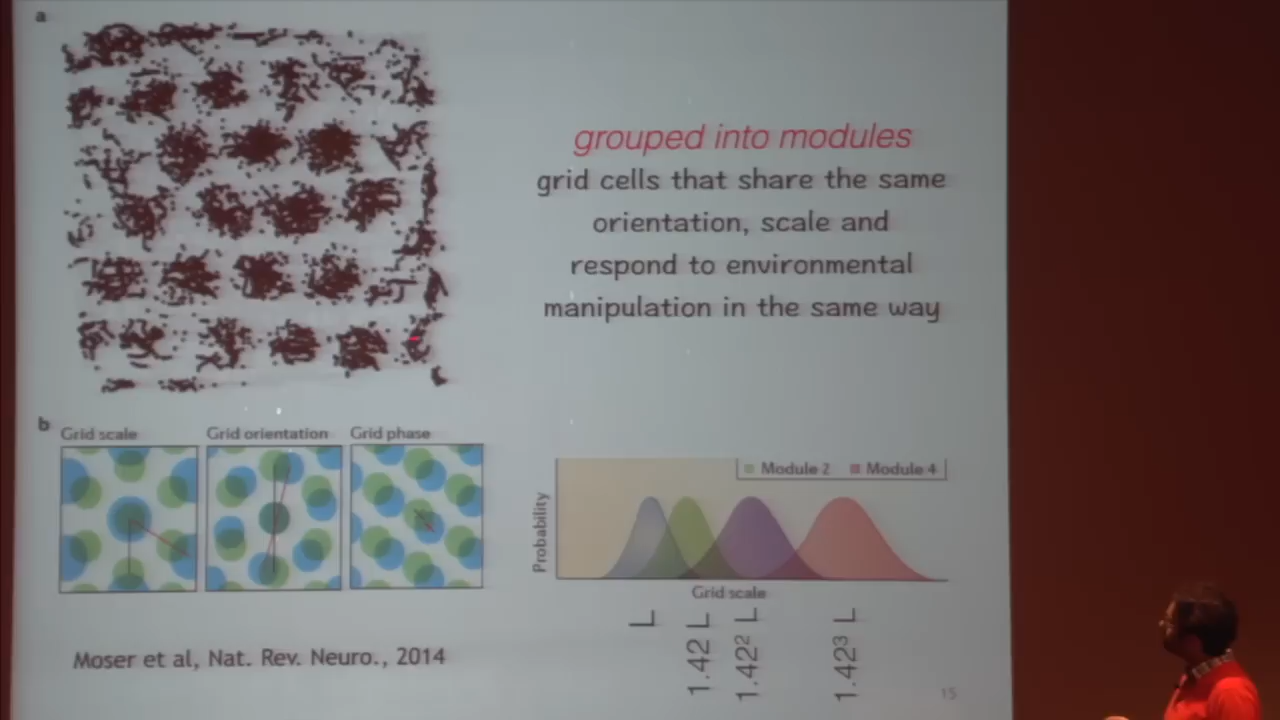 a
grouped into modules
grid cells that share the same
orientation, scale and
respond to environmental
manipulation in the same way
b
Grid scale
Grid orientation
Grid phase
Module 2
Module 4
Probability
Grid scale
L
1.42 L
1.42² L
1.42³ L
Moser et al, Nat. Rev. Neuro., 2014
15